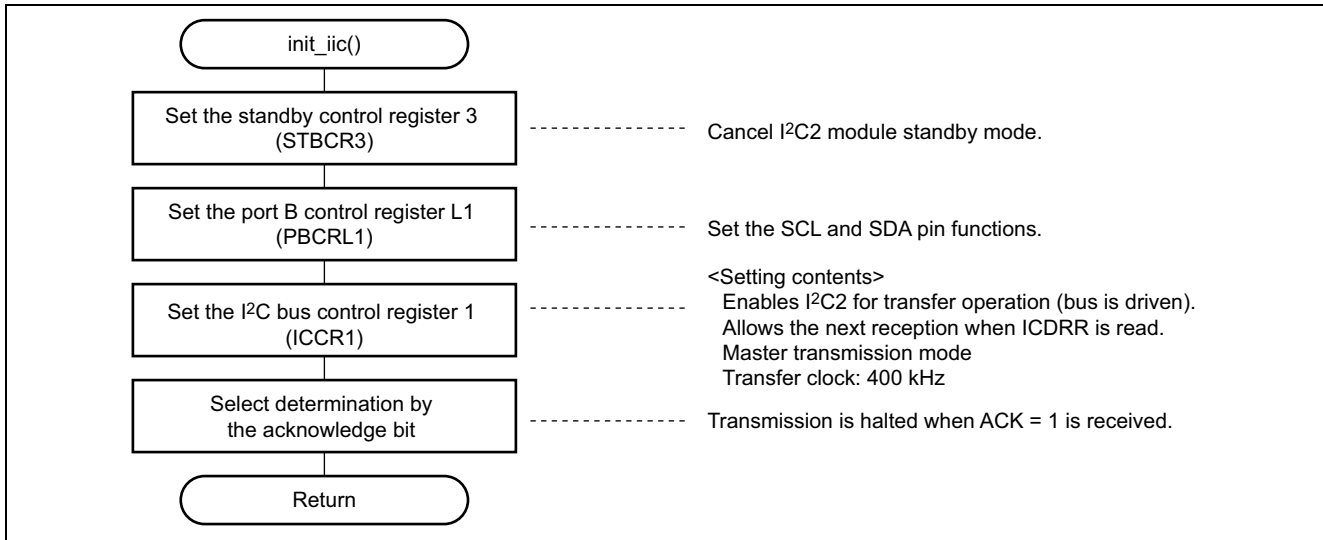 init_iic()
Set the standby control register 3
(STBCR3)
Cancel I²C2 module standby mode.
Set the port B control register L1
(PBCRL1)
Set the SCL and SDA pin functions.
Set the I²C bus control register 1
(ICCR1)
<Setting contents>
Enables I²C2 for transfer operation (bus is driven).
Allows the next reception when ICDRR is read.
Master transmission mode
Transfer clock: 400 kHz
Select determination by
the acknowledge bit
Transmission is halted when ACK = 1 is received.
Return